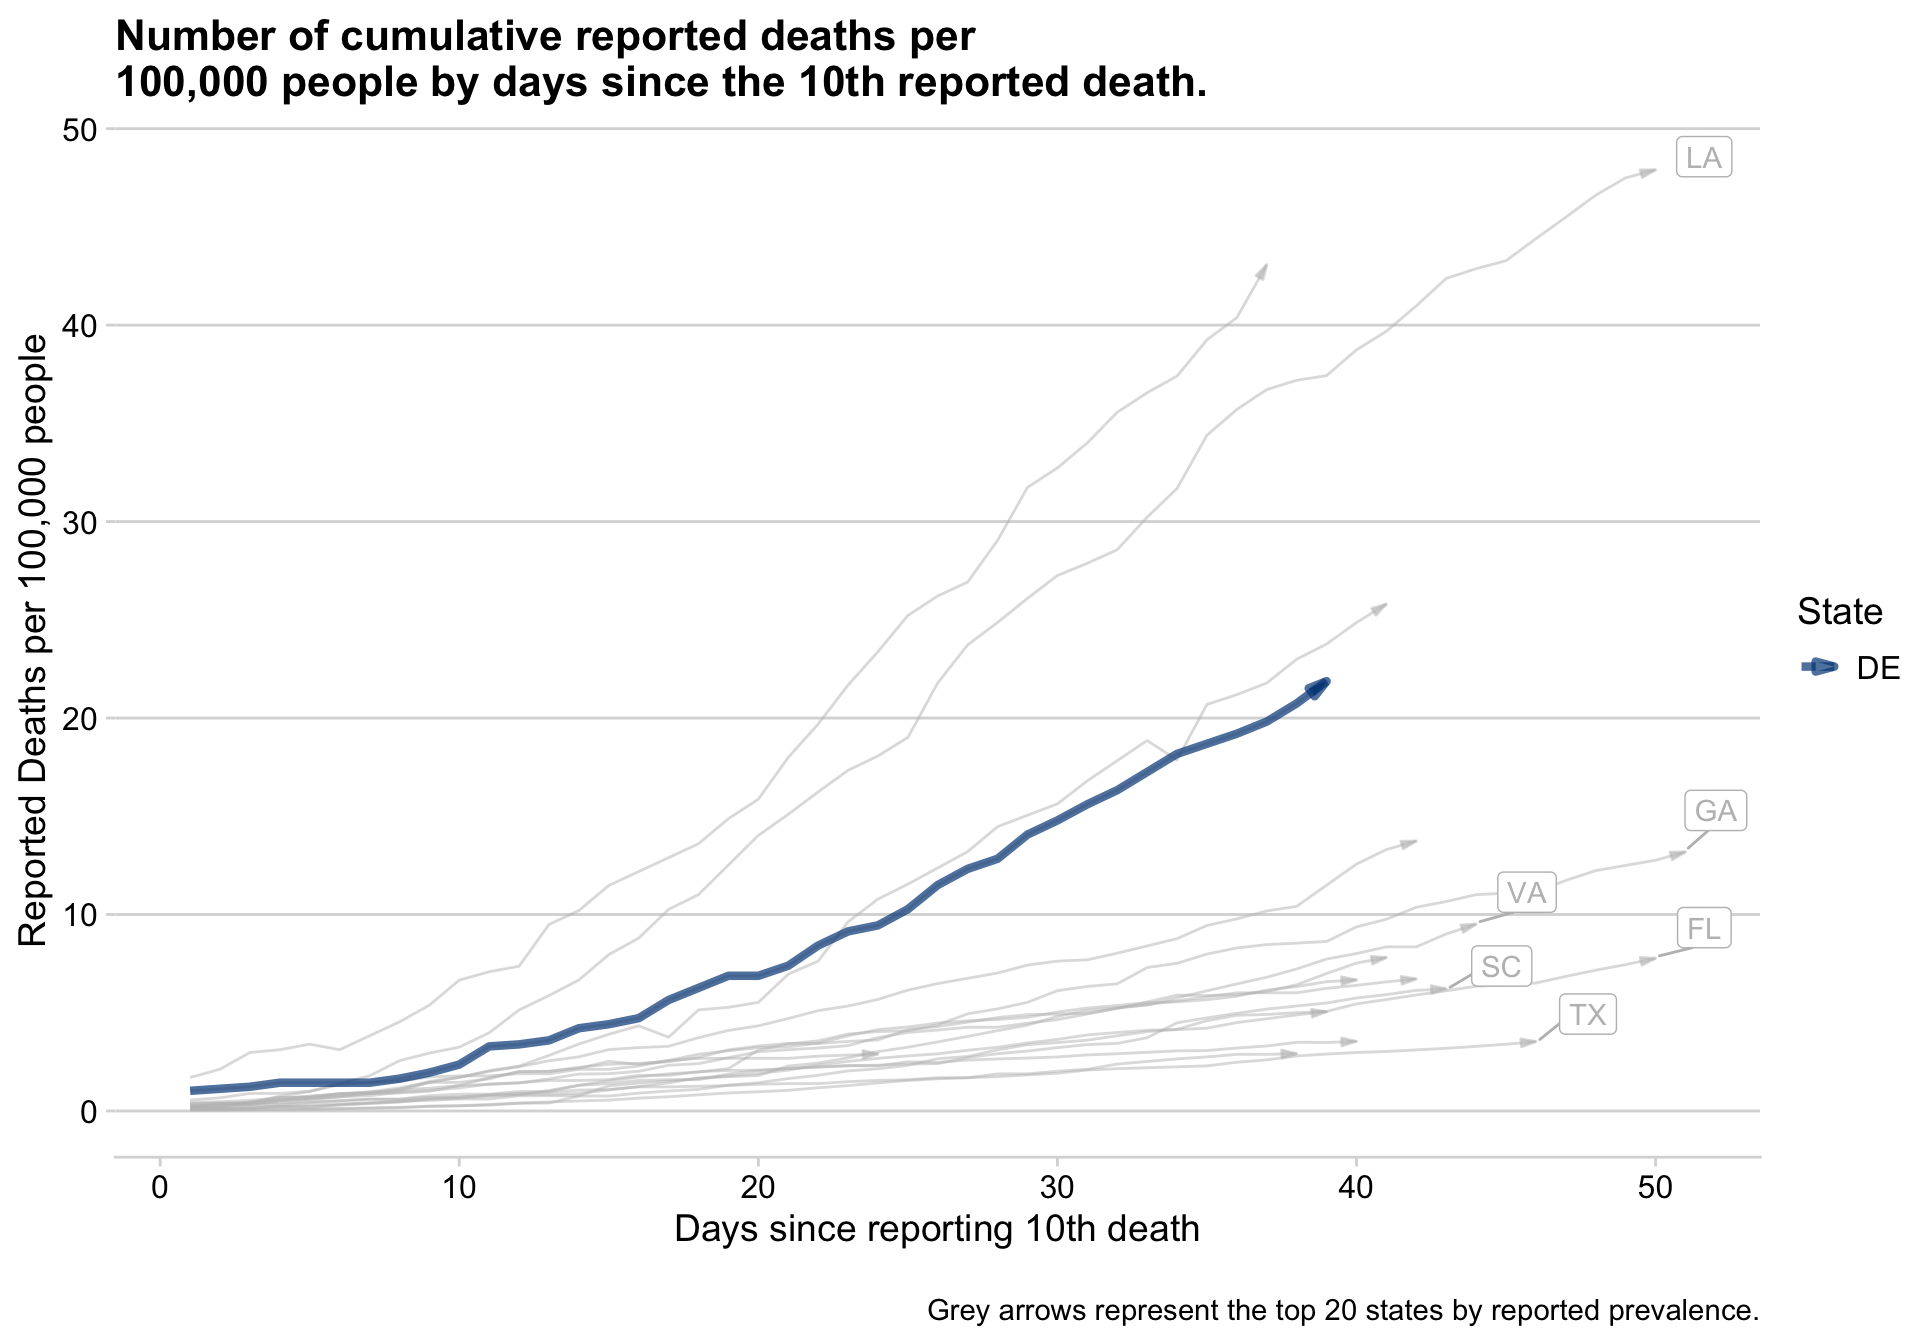 Number of cumulative reported deaths per
100,000 people by days since the 10th reported death.
Reported Deaths per 100,000 people
50
40
30
20
10
0
LA
GA
VA
FL
SC
TX
State
DE
0 10 20 30 40 50
Days since reporting 10th death
Grey arrows represent the top 20 states by reported prevalence.